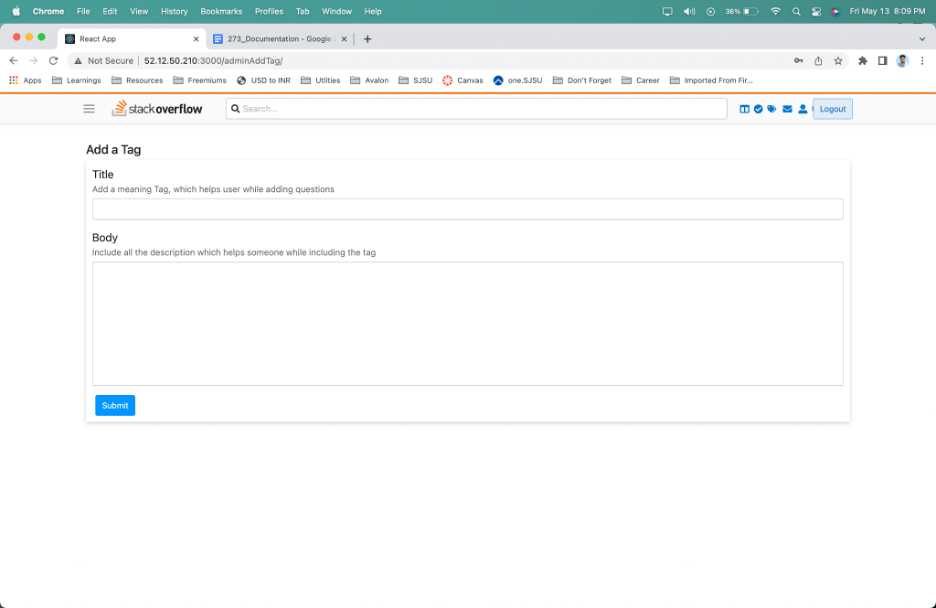 Chrome File Edit View History Bookmarks Profiles Tab Window Help 36% Fri May 13 8:09 PM
React App 273_Documentation - Google
Not Secure 52.12.50.210:3000/adminAddTag/
Apps Learnings Resources Freemiums USD to INR Utlities Avalon SJSU Canvas one.SJSU Don't Forget Career Imported From Fir...
stackoverflow Search... Logout
Add a Tag
Title
Add a meaning Tag, which helps user while adding questions
Body
Include all the description which helps someone while including the tag
Submit